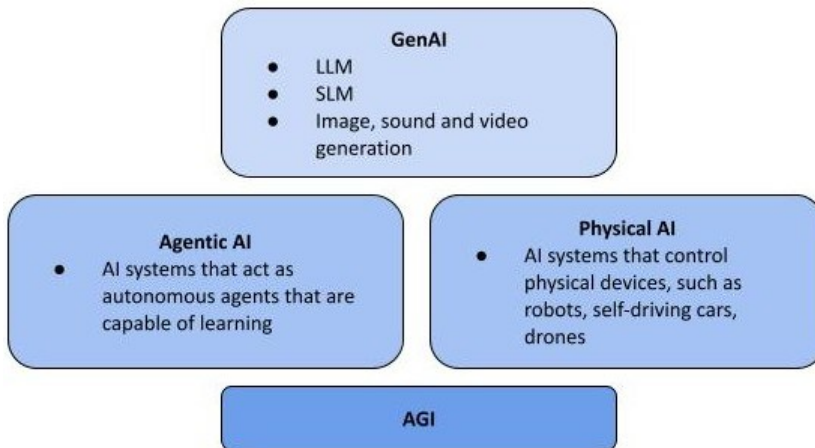 GenAI
● LLM
● SLM
● Image, sound and video
generation
Agentic AI
● AI systems that act as
autonomous agents that are
capable of learning
Physical AI
● AI systems that control
physical devices, such as
robots, self-driving cars,
drones
AGI